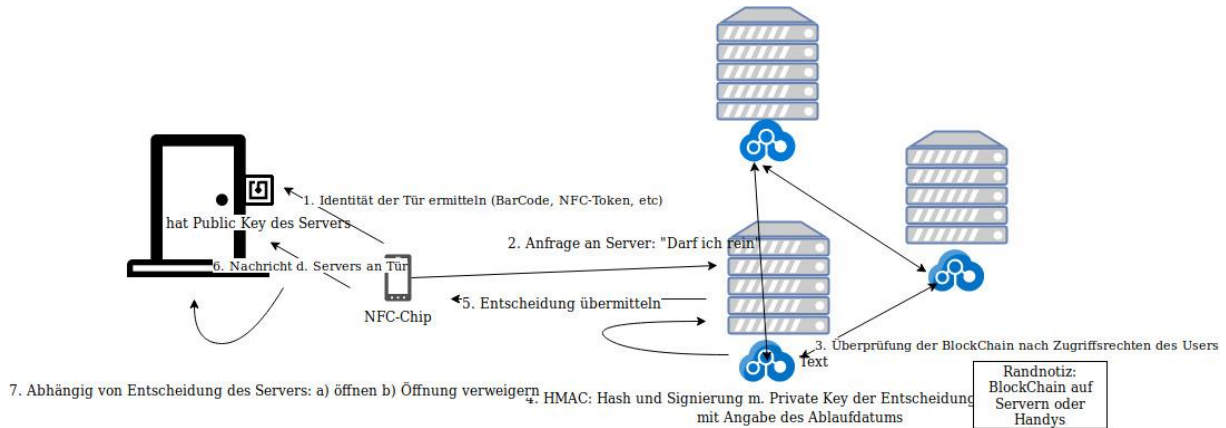 1. Identität der Tür ermitteln (BarCode, NFC-Token, etc)
hat Public Key des Servers
2. Anfrage an Server: "Darf ich rein"
6. Nachricht d. Servers an Tür
5. Entscheidung übermitteln
NFC-Chip
3. Überprüfung der BlockChain nach Zugriffsrechten des Users
Text
7. Abhängig von Entscheidung des Servers: a) öffnen b) Öffnung verweigern
4. HMAC: Hash und Signierung m. Private Key der Entscheidung
mit Angabe des Ablaufdatums
Randnotiz:
BlockChain auf
Servern oder
Handys